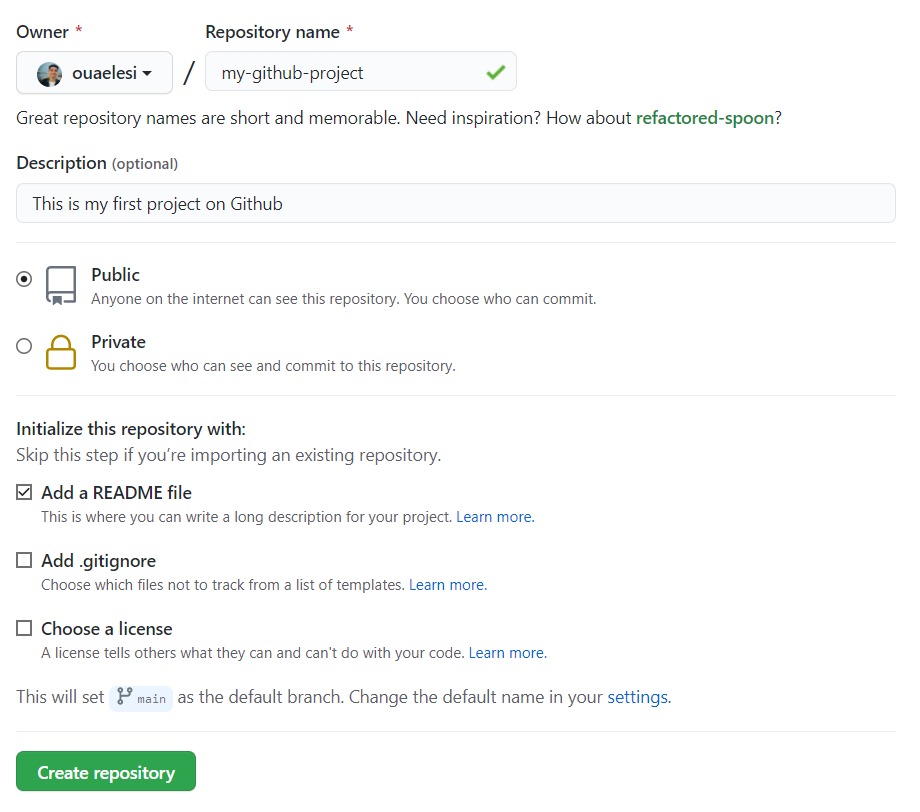 Owner * Repository name *
ouaelesi / my-github-project
Great repository names are short and memorable. Need inspiration? How about refactored-spoon?
Description (optional)
This is my first project on Github
Public
Anyone on the internet can see this repository. You choose who can commit.
Private
You choose who can see and commit to this repository.
Initialize this repository with:
Skip this step if you're importing an existing repository.
Add a README file
This is where you can write a long description for your project. Learn more.
Add .gitignore
Choose which files not to track from a list of templates. Learn more.
Choose a license
A license tells others what they can and can't do with your code. Learn more.
This will set main as the default branch. Change the default name in your settings.
Create repository